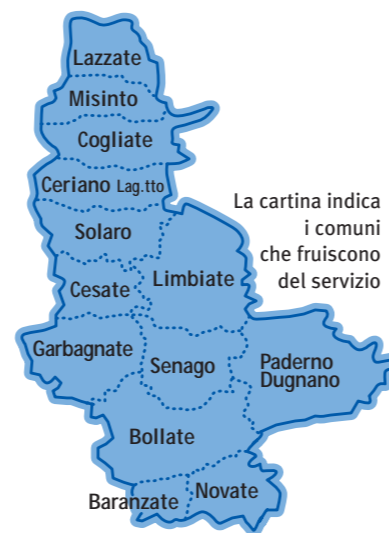 Lazzate
Misinto
Cogliate
Ceriano Lag.tto
Solaro
La cartina indica
i comuni
che fruiscono
del servizio
Limbiate
Cesate
Garbagnate
Senago
Paderno
Dugnano
Bollate
Baranzate
Novate